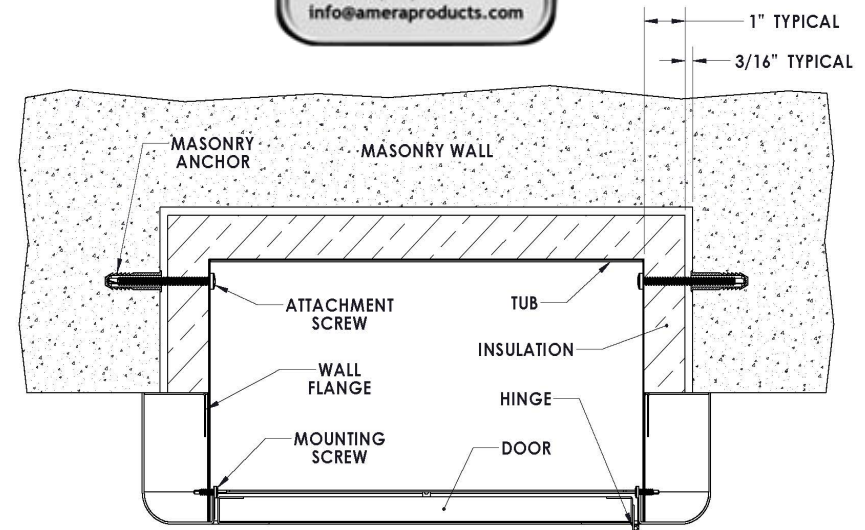 info@ameraproducts.com
1" TYPICAL
3/16" TYPICAL
MASONRY
ANCHOR
MASONRY WALL
ATTACHMENT
SCREW
TUB
INSULATION
WALL
FLANGE
HINGE
MOUNTING
SCREW
DOOR